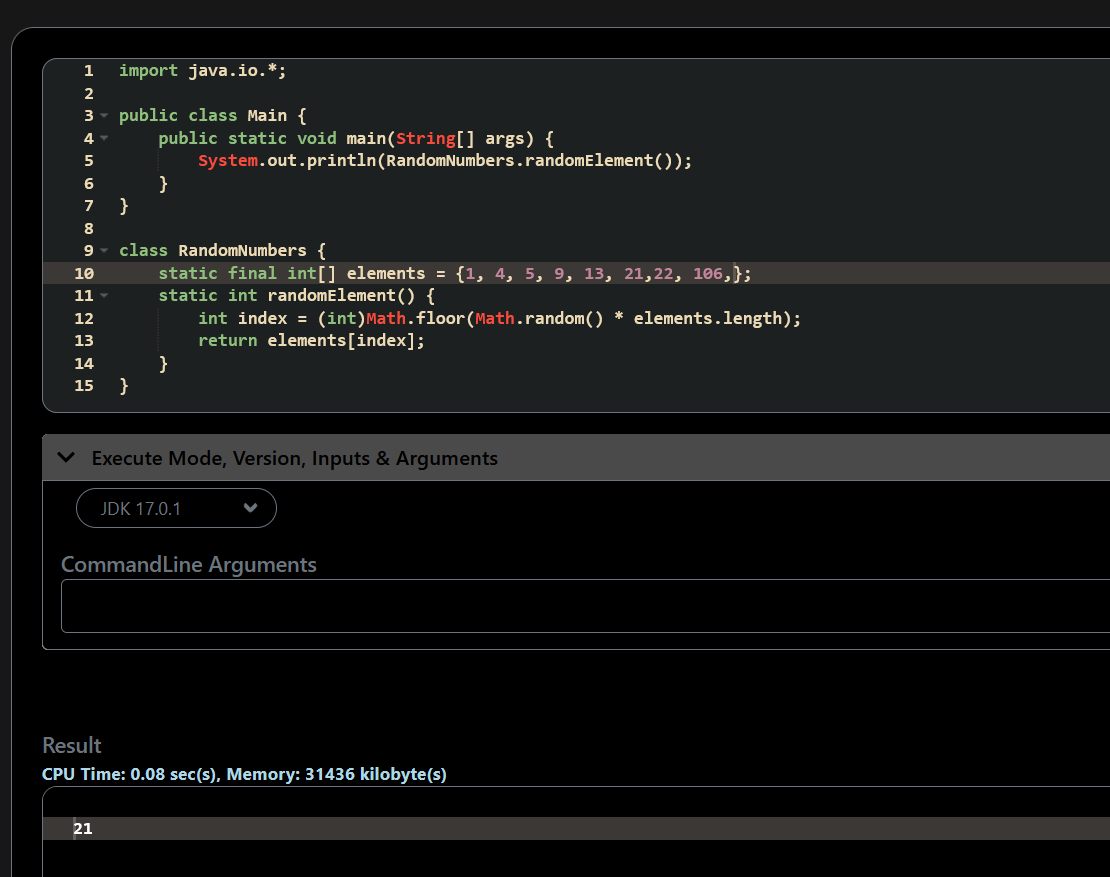 1 import java.io.*;
2
3 public class Main {
4     public static void main(String[] args) {
5         System.out.println(RandomNumbers.randomElement());
6     }
7 }
8
9 class RandomNumbers {
10     static final int[] elements = {1, 4, 5, 9, 13, 21,22, 106,};
11     static int randomElement() {
12         int index = (int)Math.floor(Math.random() * elements.length);
13         return elements[index];
14     }
15 }
Execute Mode, Version, Inputs & Arguments
JDK 17.0.1
CommandLine Arguments
Result
CPU Time: 0.08 sec(s), Memory: 31436 kilobyte(s)
21